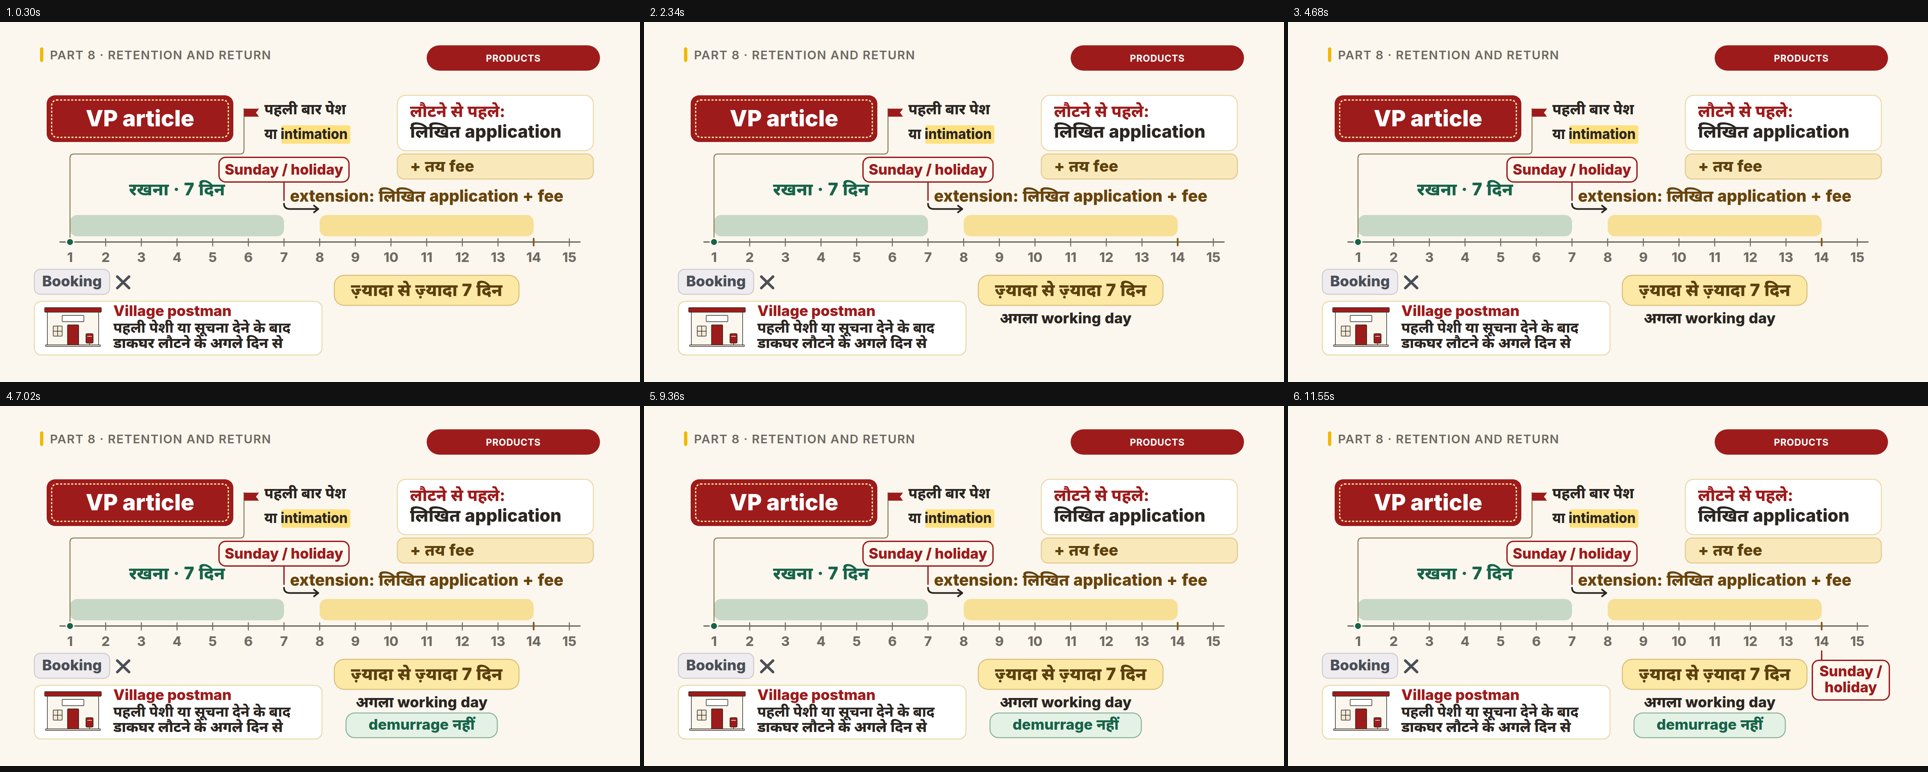 1. 0.30s
PART 8 · RETENTION AND RETURN
PRODUCTS
VP article
पहली बार पेश
या intimation
लौटने से पहले:
लिखित application
+ तय fee
Sunday / holiday
रखना · 7 दिन
extension: लिखित application + fee
1 2 3 4 5 6 7 8 9 10 11 12 13 14 15
Booking
ज़्यादा से ज़्यादा 7 दिन
Village postman
पहली पेशी या सूचना देने के बाद
डाकघर लौटने के अगले दिन से
2. 2.34s
PART 8 · RETENTION AND RETURN
PRODUCTS
VP article
पहली बार पेश
या intimation
लौटने से पहले:
लिखित application
+ तय fee
Sunday / holiday
रखना · 7 दिन
extension: लिखित application + fee
1 2 3 4 5 6 7 8 9 10 11 12 13 14 15
Booking
ज़्यादा से ज़्यादा 7 दिन
Village postman
पहली पेशी या सूचना देने के बाद
डाकघर लौटने के अगले दिन से
अगला working day
3. 4.68s
PART 8 · RETENTION AND RETURN
PRODUCTS
VP article
पहली बार पेश
या intimation
लौटने से पहले:
लिखित application
+ तय fee
Sunday / holiday
रखना · 7 दिन
extension: लिखित application + fee
1 2 3 4 5 6 7 8 9 10 11 12 13 14 15
Booking
ज़्यादा से ज़्यादा 7 दिन
Village postman
पहली पेशी या सूचना देने के बाद
डाकघर लौटने के अगले दिन से
अगला working day
4. 7.02s
PART 8 · RETENTION AND RETURN
PRODUCTS
VP article
पहली बार पेश
या intimation
लौटने से पहले:
लिखित application
+ तय fee
Sunday / holiday
रखना · 7 दिन
extension: लिखित application + fee
1 2 3 4 5 6 7 8 9 10 11 12 13 14 15
Booking
ज़्यादा से ज़्यादा 7 दिन
Village postman
पहली पेशी या सूचना देने के बाद
डाकघर लौटने के अगले दिन से
अगला working day
demurrage नहीं
5. 9.36s
PART 8 · RETENTION AND RETURN
PRODUCTS
VP article
पहली बार पेश
या intimation
लौटने से पहले:
लिखित application
+ तय fee
Sunday / holiday
रखना · 7 दिन
extension: लिखित application + fee
1 2 3 4 5 6 7 8 9 10 11 12 13 14 15
Booking
ज़्यादा से ज़्यादा 7 दिन
Village postman
पहली पेशी या सूचना देने के बाद
डाकघर लौटने के अगले दिन से
अगला working day
demurrage नहीं
6. 11.55s
PART 8 · RETENTION AND RETURN
PRODUCTS
VP article
पहली बार पेश
या intimation
लौटने से पहले:
लिखित application
+ तय fee
Sunday / holiday
रखना · 7 दिन
extension: लिखित application + fee
1 2 3 4 5 6 7 8 9 10 11 12 13 14 15
Booking
ज़्यादा से ज़्यादा 7 दिन
Sunday /
holiday
Village postman
पहली पेशी या सूचना देने के बाद
डाकघर लौटने के अगले दिन से
अगला working day
demurrage नहीं